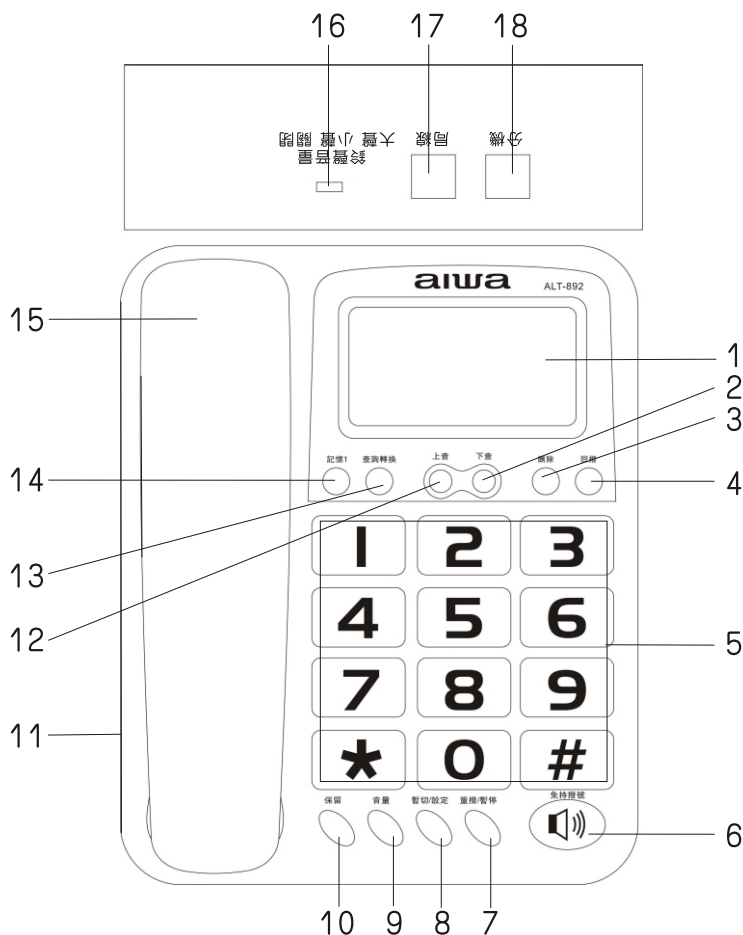 16 17 18
大聲 小聲 關閉
鈴聲音量
局線
分機
aiwa
ALT-892
15
1
2
3
記憶1 查詢轉換 上查 下查 刪除 回撥
14
4
13
12
1 2 3
4 5 6
5
7 8 9
11
* 0 #
保留 音量 暫切/設定 重撥/暫停 免持撥號
6
10 9 8 7